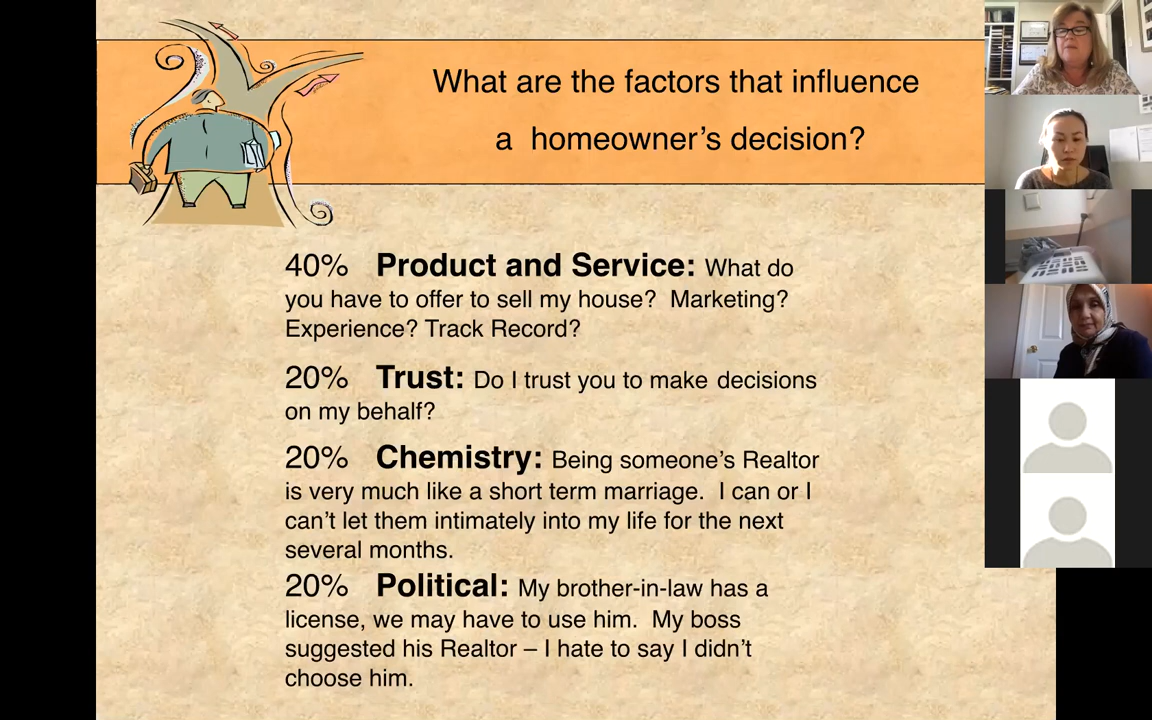 What are the factors that influence
a homeowner’s decision?
40% Product and Service: What do
you have to offer to sell my house? Marketing?
Experience? Track Record?
20% Trust: Do I trust you to make decisions
on my behalf?
20% Chemistry: Being someone’s Realtor
is very much like a short term marriage. I can or I
can’t let them intimately into my life for the next
several months.
20% Political: My brother-in-law has a
license, we may have to use him. My boss
suggested his Realtor – I hate to say I didn’t
choose him.